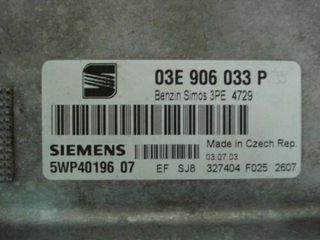 03E 906 033 P
Benzin Simos 3PE 4729
SIEMENS
Made in Czech Rep.
03.07.03
5WP40196 07
EF SJ8 327404 F025 2607